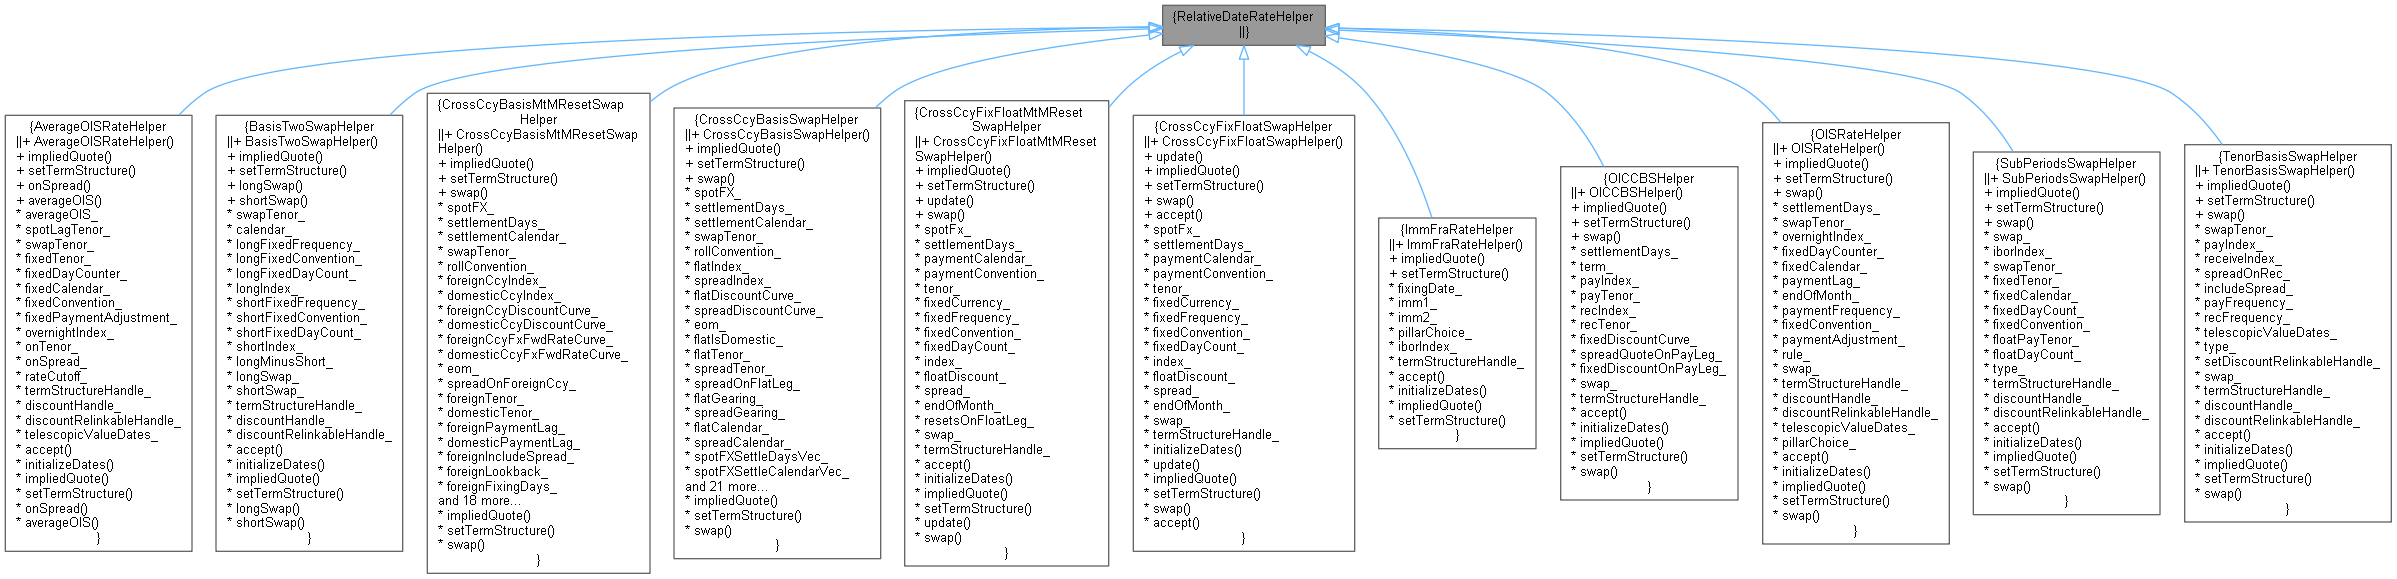 {RelativeDateRateHelper
||}
{AverageOISRateHelper
||+ AverageOISRateHelper()
+ impliedQuote()
+ setTermStructure()
+ onSpread()
+ averageOIS()
* averageOIS_
* spotLagTenor_
* swapTenor_
* fixedTenor_
* fixedDayCounter_
* fixedCalendar_
* fixedConvention_
* fixedPaymentAdjustment_
* overnightIndex_
* onTenor_
* onSpread_
* rateCutoff_
* termStructureHandle_
* discountHandle_
* discountRelinkableHandle_
* telescopicValueDates_
* accept()
* initializeDates()
* impliedQuote()
* setTermStructure()
* onSpread()
* averageOIS()
}
{BasisTwoSwapHelper
||+ BasisTwoSwapHelper()
+ impliedQuote()
+ setTermStructure()
+ longSwap()
+ shortSwap()
* swapTenor_
* calendar_
* longFixedFrequency_
* longFixedConvention_
* longFixedDayCount_
* longIndex_
* shortFixedFrequency_
* shortFixedConvention_
* shortFixedDayCount_
* shortIndex_
* longMinusShort_
* longSwap_
* shortSwap_
* termStructureHandle_
* discountHandle_
* discountRelinkableHandle_
* accept()
* initializeDates()
* impliedQuote()
* setTermStructure()
* longSwap()
* shortSwap()
}
{CrossCcyBasisMtMResetSwap
Helper
||+ CrossCcyBasisMtMResetSwap
Helper()
+ impliedQuote()
+ setTermStructure()
+ swap()
* spotFX_
* settlementDays_
* settlementCalendar_
* swapTenor_
* rollConvention_
* foreignCcyIndex_
* domesticCcyIndex_
* foreignCcyDiscountCurve_
* domesticCcyDiscountCurve_
* foreignCcyFxFwdRateCurve_
* domesticCcyFxFwdRateCurve_
* eom_
* spreadOnForeignCcy_
* foreignTenor_
* domesticTenor_
* foreignPaymentLag_
* domesticPaymentLag_
* foreignIncludeSpread_
* foreignLookback_
* foreignFixingDays_
and 18 more...
* impliedQuote()
* setTermStructure()
* swap()
}
{CrossCcyBasisSwapHelper
||+ CrossCcyBasisSwapHelper()
+ impliedQuote()
+ setTermStructure()
+ swap()
* spotFX_
* settlementDays_
* settlementCalendar_
* swapTenor_
* rollConvention_
* flatIndex_
* spreadIndex_
* flatDiscountCurve_
* spreadDiscountCurve_
* eom_
* flatIsDomestic_
* flatTenor_
* spreadTenor_
* spreadOnFlatLeg_
* flatGearing_
* spreadGearing_
* flatCalendar_
* spreadCalendar_
* spotFXSettleDaysVec_
* spotFXSettleCalendarVec_
and 21 more...
* impliedQuote()
* setTermStructure()
* swap()
}
{CrossCcyFixFloatMtMReset
SwapHelper
||+ CrossCcyFixFloatMtMReset
SwapHelper()
+ impliedQuote()
+ setTermStructure()
+ update()
+ swap()
* spotFx_
* settlementDays_
* paymentCalendar_
* paymentConvention_
* tenor_
* fixedCurrency_
* fixedFrequency_
* fixedConvention_
* fixedDayCount_
* index_
* floatDiscount_
* spread_
* endOfMonth_
* resetsOnFloatLeg_
* swap_
* termStructureHandle_
* accept()
* initializeDates()
* impliedQuote()
* setTermStructure()
* update()
* swap()
}
{CrossCcyFixFloatSwapHelper
||+ CrossCcyFixFloatSwapHelper()
+ update()
+ impliedQuote()
+ setTermStructure()
+ swap()
+ accept()
* spotFx_
* settlementDays_
* paymentCalendar_
* paymentConvention_
* tenor_
* fixedCurrency_
* fixedFrequency_
* fixedConvention_
* fixedDayCount_
* index_
* floatDiscount_
* spread_
* endOfMonth_
* swap_
* termStructureHandle_
* initializeDates()
* update()
* impliedQuote()
* setTermStructure()
* swap()
* accept()
}
{ImmFraRateHelper
||+ ImmFraRateHelper()
+ impliedQuote()
+ setTermStructure()
* fixingDate_
* imm1_
* imm2_
* pillarChoice_
* iborIndex_
* termStructureHandle_
* accept()
* initializeDates()
* impliedQuote()
* setTermStructure()
}
{OICCBSHelper
||+ OICCBSHelper()
+ impliedQuote()
+ setTermStructure()
+ swap()
* settlementDays_
* term_
* payIndex_
* payTenor_
* recIndex_
* recTenor_
* fixedDiscountCurve_
* spreadQuoteOnPayLeg_
* fixedDiscountOnPayLeg_
* swap_
* termStructureHandle_
* accept()
* initializeDates()
* impliedQuote()
* setTermStructure()
* swap()
}
{OISRateHelper
||+ OISRateHelper()
+ impliedQuote()
+ setTermStructure()
+ swap()
* settlementDays_
* swapTenor_
* overnightIndex_
* fixedDayCounter_
* fixedCalendar_
* paymentLag_
* endOfMonth_
* paymentFrequency_
* fixedConvention_
* paymentAdjustment_
* rule_
* swap_
* termStructureHandle_
* discountHandle_
* discountRelinkableHandle_
* telescopicValueDates_
* pillarChoice_
* accept()
* initializeDates()
* impliedQuote()
* setTermStructure()
* swap()
}
{SubPeriodsSwapHelper
||+ SubPeriodsSwapHelper()
+ impliedQuote()
+ setTermStructure()
+ swap()
* swap_
* iborIndex_
* swapTenor_
* fixedTenor_
* fixedCalendar_
* fixedDayCount_
* fixedConvention_
* floatPayTenor_
* floatDayCount_
* type_
* termStructureHandle_
* discountHandle_
* discountRelinkableHandle_
* accept()
* initializeDates()
* impliedQuote()
* setTermStructure()
* swap()
}
{TenorBasisSwapHelper
||+ TenorBasisSwapHelper()
+ impliedQuote()
+ setTermStructure()
+ swap()
* swapTenor_
* payIndex_
* receiveIndex_
* spreadOnRec_
* includeSpread_
* payFrequency_
* recFrequency_
* telescopicValueDates_
* type_
* setDiscountRelinkableHandle_
* swap_
* termStructureHandle_
* discountHandle_
* discountRelinkableHandle_
* accept()
* initializeDates()
* impliedQuote()
* setTermStructure()
* swap()
}